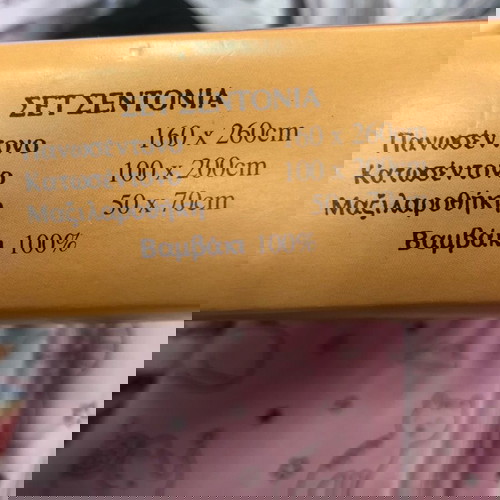 ΣΕΤ ΣΕΝΤΟΝΙΑ
Πανωσέντονο 160 x 260cm
Κατωσέντονο 100 x 200cm
Μαξιλαροθήκη 50 x 70cm
Βαμβάκι 100%